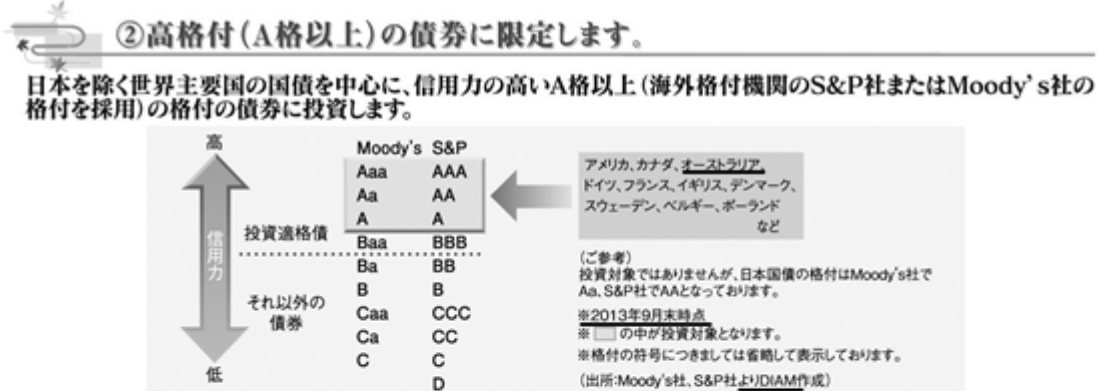 ②高格付(A格以上)の債券に限定します。
日本を除く世界主要国の国債を中心に、信用力の高いA格以上(海外格付機関のS&P社またはMoody's社の
格付を採用)の格付の債券に投資します。
高
信用力
低
投資適格債
それ以外の
債券
Moody's S&P
Aaa AAA
Aa AA
A A
Baa BBB
Ba BB
B B
Caa CCC
Ca CC
C C
D
アメリカ、カナダ、オーストラリア、
ドイツ、フランス、イギリス、デンマーク、
スウェーデン、ベルギー、ポーランド
など
(ご参考)
投資対象ではありませんが、日本国債の格付はMoody's社で
Aa、S&P社でAAとなっております。
※2013年9月末時点
※ の中が投資対象となります。
※格付の符号につきましては省略して表示しております。
(出所:Moody's社、S&P社よりDIAM作成)